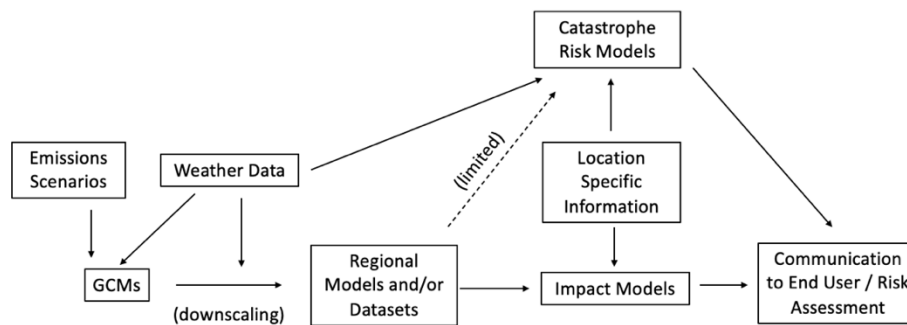 Catastrophe
Risk Models
Emissions
Scenarios
Weather Data
(limited)
Location
Specific
Information
GCMs
(downscaling)
Regional
Models and/or
Datasets
Impact Models
Communication
to End User / Risk
Assessment